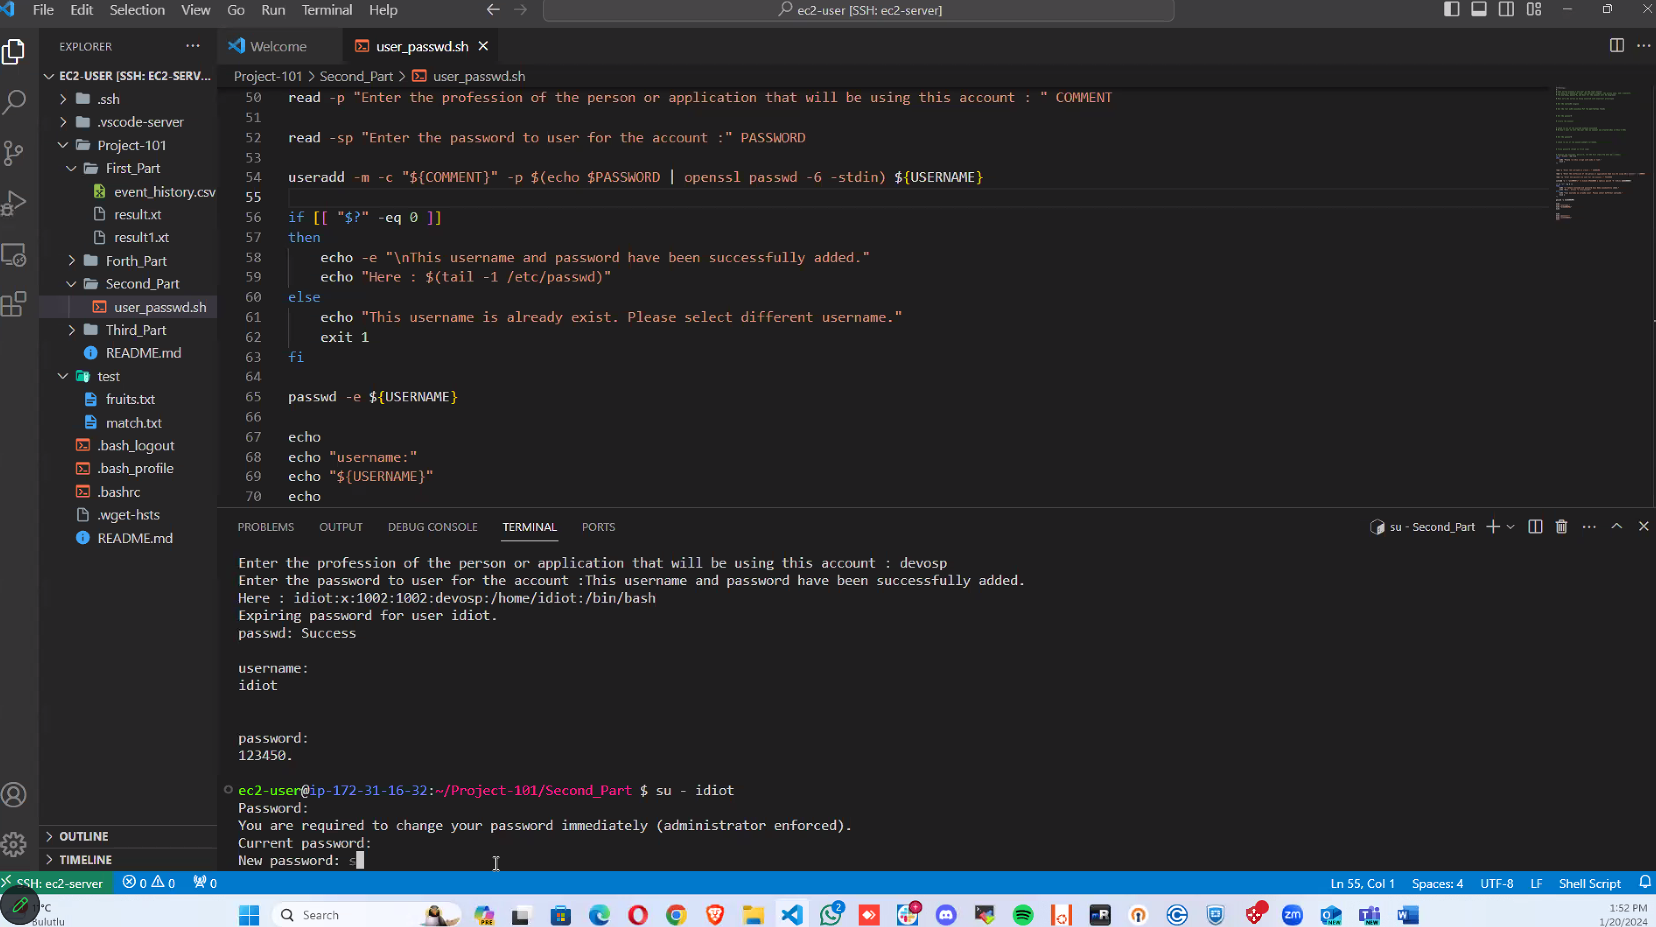 File Edit Selection View Go Run Terminal Help
ec2-user [SSH: ec2-server]
EXPLORER
Welcome
user_passwd.sh
EC2-USER [SSH: EC2-SERV...
Project-101 > Second_Part > user_passwd.sh
.ssh
.vscode-server
Project-101
First_Part
event_history.csv
result.xt
result1.xt
Forth_Part
Second_Part
user_passwd.sh
Third_Part
README.md
test
fruits.txt
match.txt
.bash_logout
.bash_profile
.bashrc
.wget-hsts
README.md
OUTLINE
TIMELINE
50 read -p "Enter the profession of the person or application that will be using this account : " COMMENT
51
52 read -sp "Enter the password to user for the account :" PASSWORD
53
54 useradd -m -c "${COMMENT}" -p $(echo $PASSWORD | openssl passwd -6 -stdin) ${USERNAME}
55
56 if [[ "$?" -eq 0 ]]
57 then
58 echo -e "\nThis username and password have been successfully added."
59 echo "Here : $(tail -1 /etc/passwd)"
60 else
61 echo "This username is already exist. Please select different username."
62 exit 1
63 fi
64
65 passwd -e ${USERNAME}
66
67 echo
68 echo "username:"
69 echo "${USERNAME}"
70 echo
PROBLEMS OUTPUT DEBUG CONSOLE TERMINAL PORTS
su - Second_Part
Enter the profession of the person or application that will be using this account : devosp
Enter the password to user for the account :This username and password have been successfully added.
Here : idiot:x:1002:1002:devosp:/home/idiot:/bin/bash
Expiring password for user idiot.
passwd: Success
username:
idiot
password:
123450.
ec2-user@ip-172-31-16-32:~/Project-101/Second_Part $ su - idiot
Password:
You are required to change your password immediately (administrator enforced).
Current password:
New password: s
SSH: ec2-server 0 0 0
Ln 55, Col 1 Spaces: 4 UTF-8 LF Shell Script
11°C
Bulutlu
Search
PRE
2
zm
NEW
NEW
1:52 PM
1/20/2024